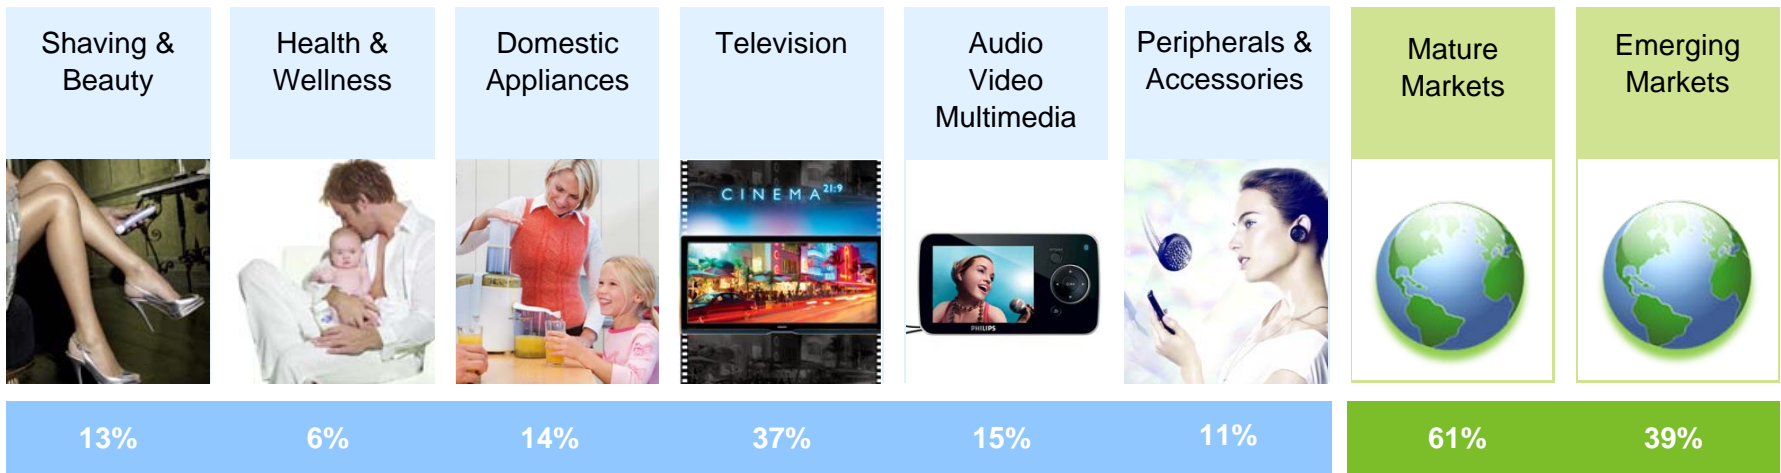 Shaving &
Beauty
Health &
Wellness
Domestic
Appliances
Television
Audio
Video
Multimedia
Peripherals &
Accessories
Mature
Markets
Emerging
Markets
CINEMA 21:9
PHILIPS
13%
6%
14%
37%
15%
11%
61%
39%